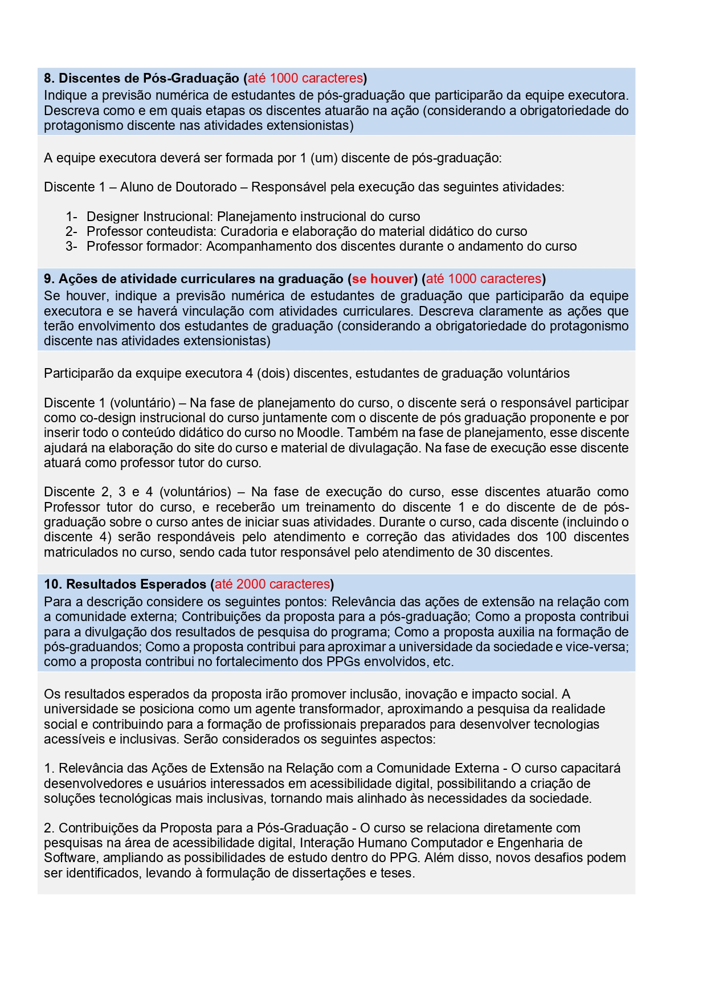 8. Discentes de Pós-Graduação (até 1000 caracteres)
Indique a previsão numérica de estudantes de pós-graduação que participarão da equipe executora.
Descreva como e em quais etapas os discentes atuarão na ação (considerando a obrigatoriedade do
protagonismo discente nas atividades extensionistas)
A equipe executora deverá ser formada por 1 (um) discente de pós-graduação:
Discente 1 – Aluno de Doutorado – Responsável pela execução das seguintes atividades:
1- Designer Instrucional: Planejamento instrucional do curso
2- Professor conteudista: Curadoria e elaboração do material didático do curso
3- Professor formador: Acompanhamento dos discentes durante o andamento do curso
9. Ações de atividade curriculares na graduação (se houver) (até 1000 caracteres)
Se houver, indique a previsão numérica de estudantes de graduação que participarão da equipe
executora e se haverá vinculação com atividades curriculares. Descreva claramente as ações que
terão envolvimento dos estudantes de graduação (considerando a obrigatoriedade do protagonismo
discente nas atividades extensionistas)
Participarão da exquipe executora 4 (dois) discentes, estudantes de graduação voluntários
Discente 1 (voluntário) – Na fase de planejamento do curso, o discente será o responsável participar
como co-design instrucional do curso juntamente com o discente de pós graduação proponente e por
inserir todo o conteúdo didático do curso no Moodle. Também na fase de planejamento, esse discente
ajudará na elaboração do site do curso e material de divulagação. Na fase de execução esse discente
atuará como professor tutor do curso.
Discente 2, 3 e 4 (voluntários) – Na fase de execução do curso, esse discentes atuarão como
Professor tutor do curso, e receberão um treinamento do discente 1 e do discente de de pós-
graduação sobre o curso antes de iniciar suas atividades. Durante o curso, cada discente (incluindo o
discente 4) serão respondáveis pelo atendimento e correção das atividades dos 100 discentes
matriculados no curso, sendo cada tutor responsável pelo atendimento de 30 discentes.
10. Resultados Esperados (até 2000 caracteres)
Para a descrição considere os seguintes pontos: Relevância das ações de extensão na relação com
a comunidade externa; Contribuições da proposta para a pós-graduação; Como a proposta contribui
para a divulgação dos resultados de pesquisa do programa; Como a proposta auxilia na formação de
pós-graduandos; Como a proposta contribui para aproximar a universidade da sociedade e vice-versa;
como a proposta contribui no fortalecimento dos PPGs envolvidos, etc.
Os resultados esperados da proposta irão promover inclusão, inovação e impacto social. A
universidade se posiciona como um agente transformador, aproximando a pesquisa da realidade
social e contribuindo para a formação de profissionais preparados para desenvolver tecnologias
acessíveis e inclusivas. Serão considerados os seguintes aspectos:
1. Relevância das Ações de Extensão na Relação com a Comunidade Externa - O curso capacitará
desenvolvedores e usuários interessados em acessibilidade digital, possibilitando a criação de
soluções tecnológicas mais inclusivas, tornando mais alinhado às necessidades da sociedade.
2. Contribuições da Proposta para a Pós-Graduação - O curso se relaciona diretamente com
pesquisas na área de acessibilidade digital, Interação Humano Computador e Engenharia de
Software, ampliando as possibilidades de estudo dentro do PPG. Além disso, novos desafios podem
ser identificados, levando à formulação de dissertações e teses.